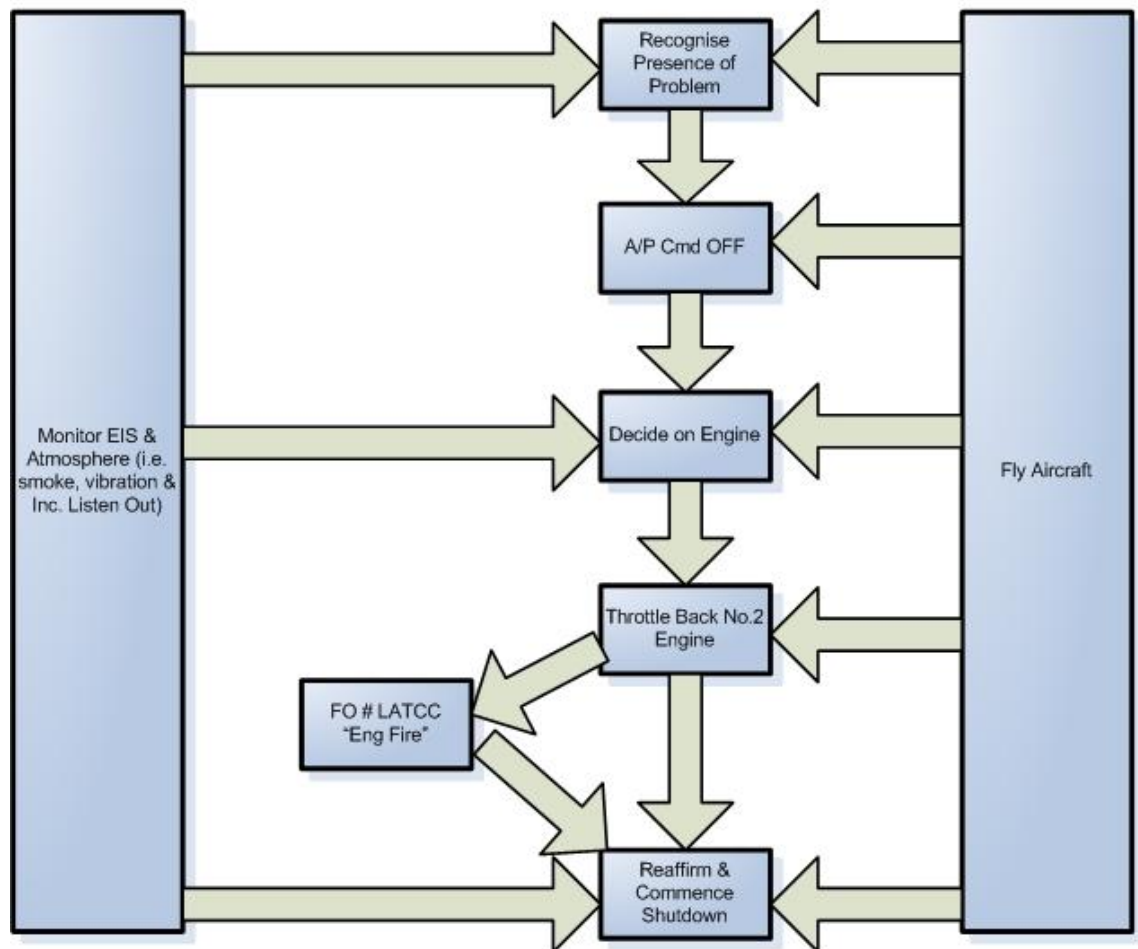 Recognise
Presence of
Problem
A/P Cmd OFF
Monitor EIS &
Atmosphere (i.e.
smoke, vibration &
Inc. Listen Out)
Decide on Engine
Fly Aircraft
Throttle Back No.2
Engine
FO # LATCC
“Eng Fire”
Reaffirm &
Commence
Shutdown